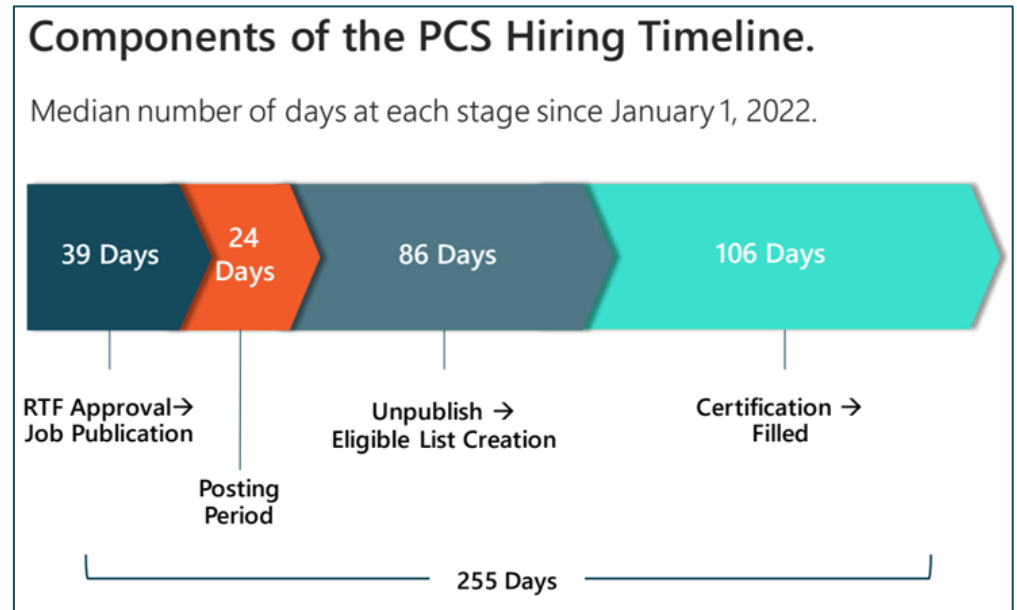 Components of the PCS Hiring Timeline.
Median number of days at each stage since January 1, 2022.
39 Days
24
Days
86 Days
106 Days
RTF Approval→
Job Publication
Posting
Period
Unpublish →
Eligible List Creation
Certification →
Filled
255 Days